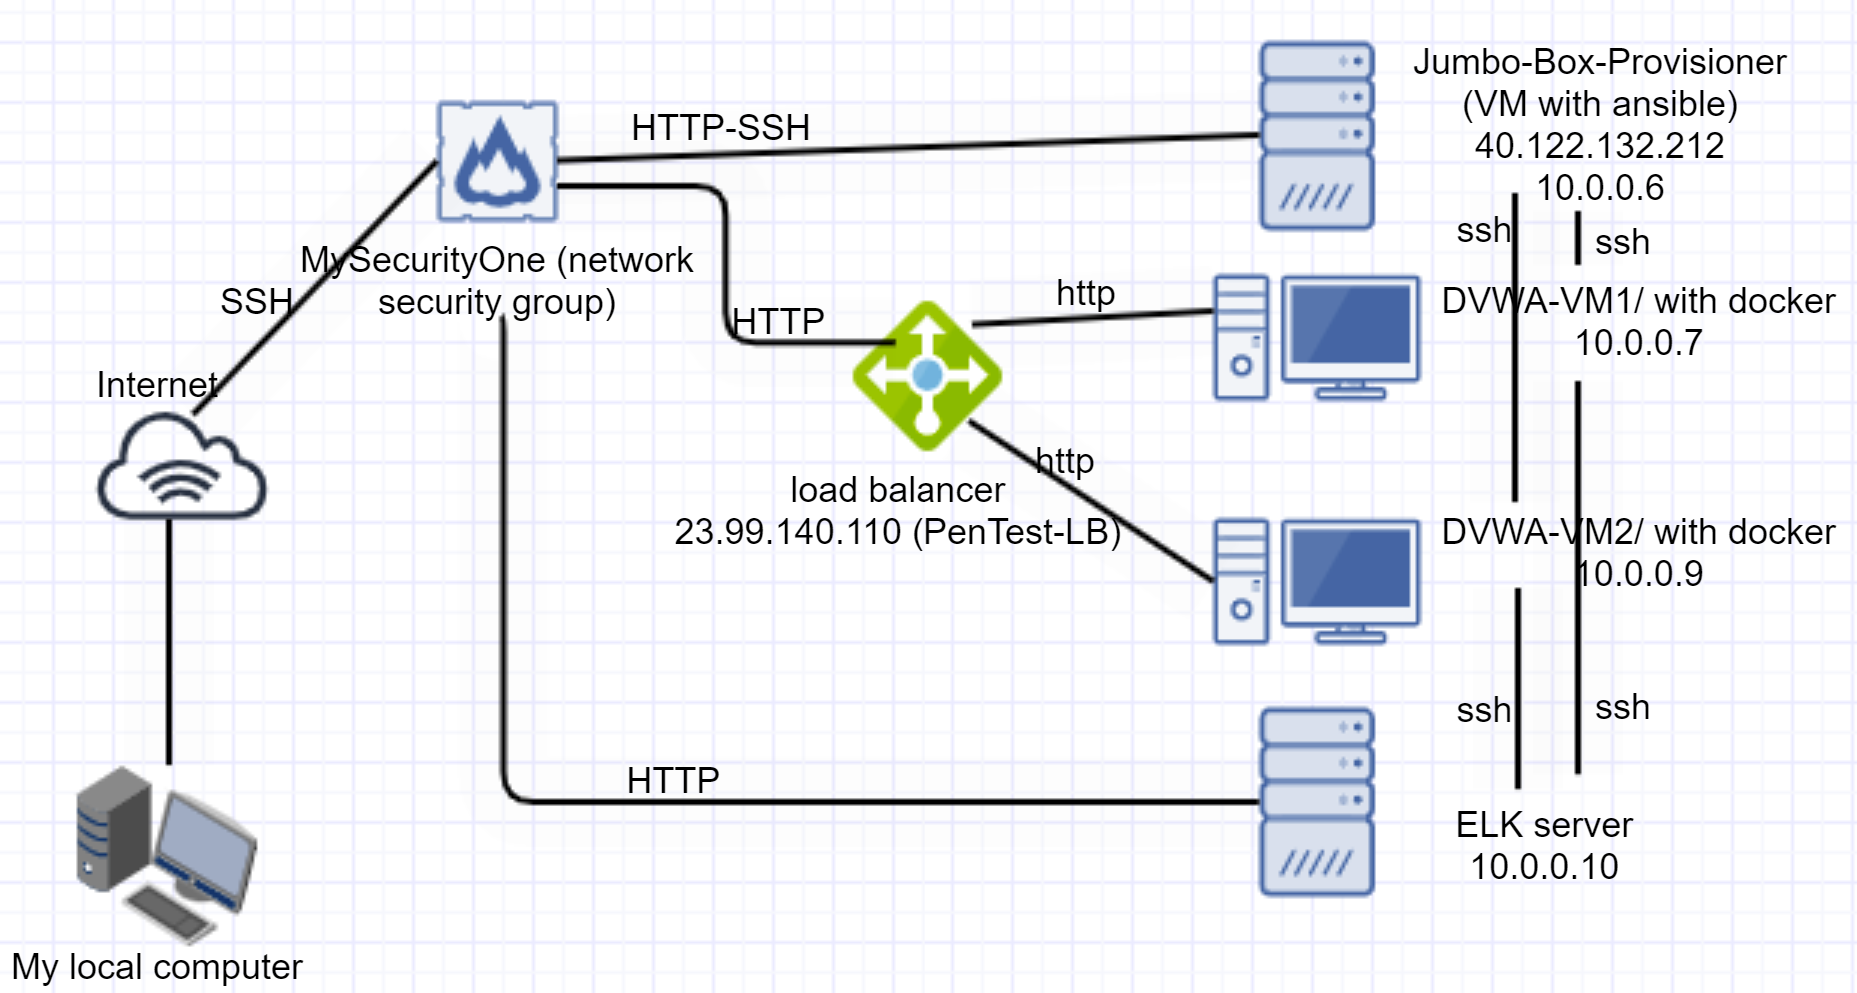 Jumbo-Box-Provisioner
(VM with ansible)
40.122.132.212
10.0.0.6
HTTP-SSH
ssh
ssh
MySecurityOne (network
security group)
SSH
HTTP
http
DVWA-VM1/ with docker
10.0.0.7
Internet
http
load balancer
23.99.140.110 (PenTest-LB)
DVWA-VM2/ with docker
10.0.0.9
ssh
ssh
HTTP
ELK server
10.0.0.10
My local computer